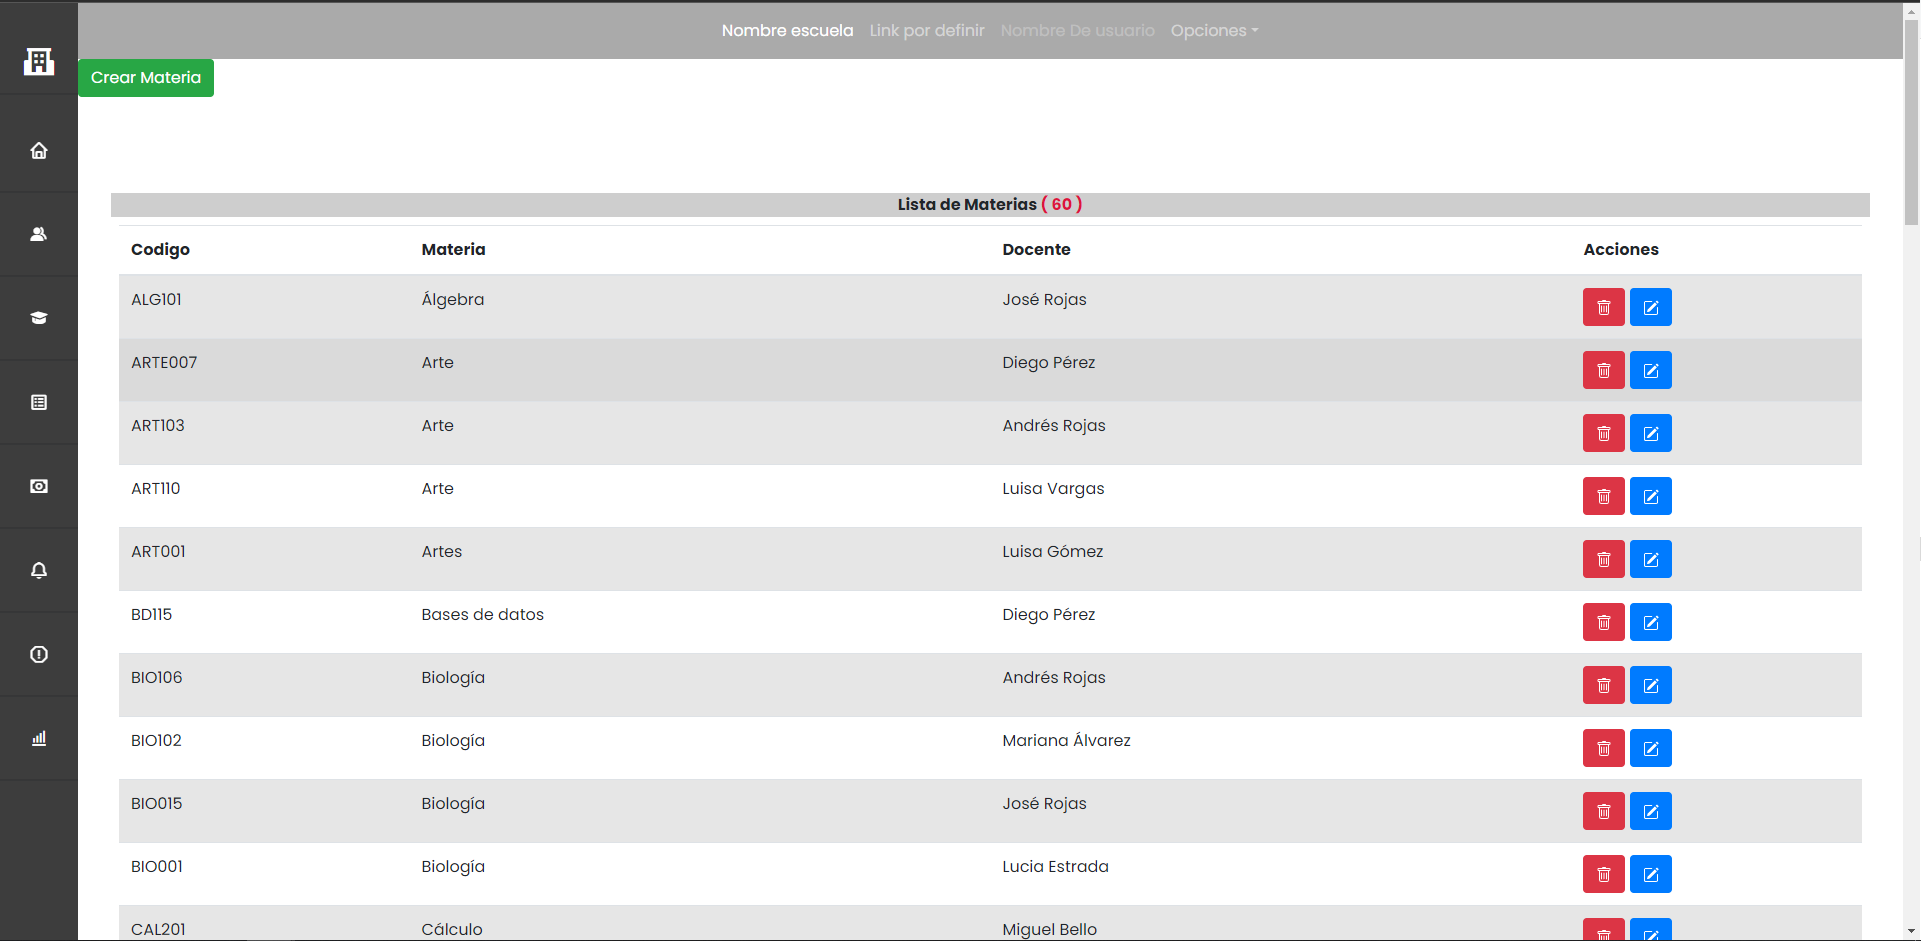 Nombre escuela Link por definir Nombre De usuario Opciones
Crear Materia
Lista de Materias ( 60 )
Codigo Materia Docente Acciones
ALG101 Álgebra José Rojas
ARTE007 Arte Diego Pérez
ART103 Arte Andrés Rojas
ART110 Arte Luisa Vargas
ART001 Artes Luisa Gómez
BD115 Bases de datos Diego Pérez
BIO106 Biología Andrés Rojas
BIO102 Biología Mariana Álvarez
BIO015 Biología José Rojas
BIO001 Biología Lucia Estrada
CAL201 Cálculo Miguel Bello